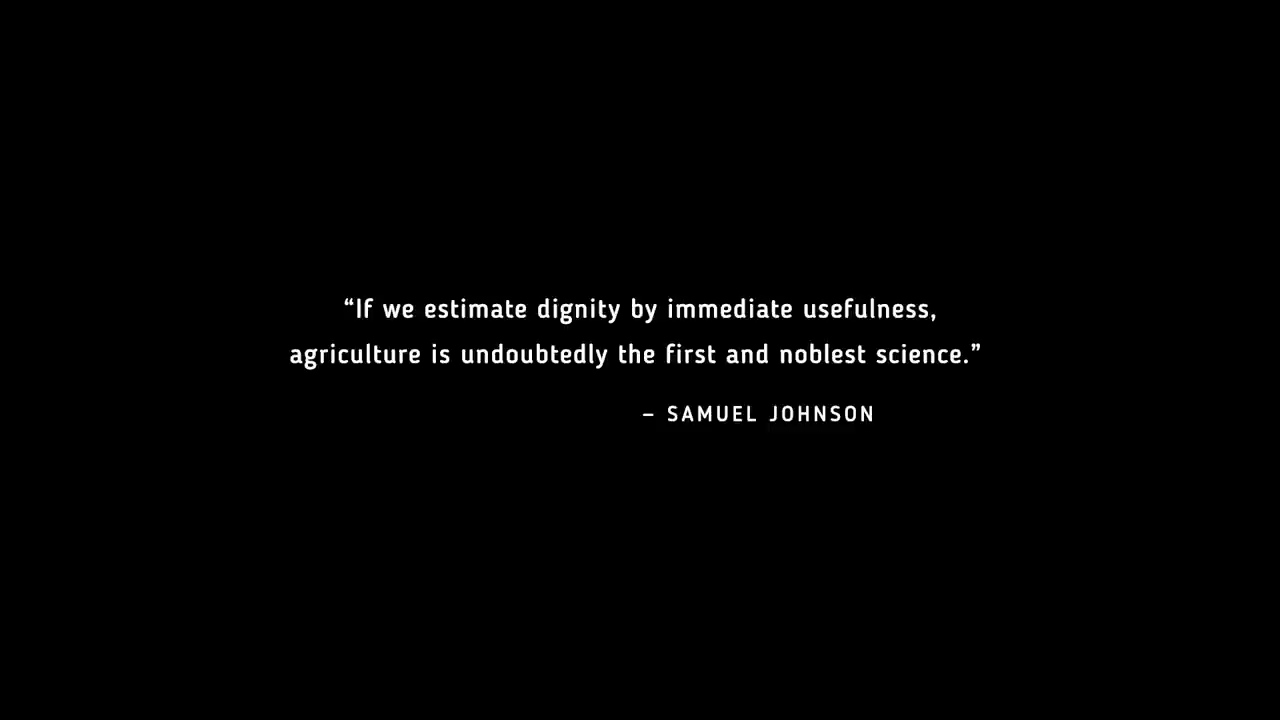 “If we estimate dignity by immediate usefulness,
agriculture is undoubtedly the first and noblest science.”
– SAMUEL JOHNSON